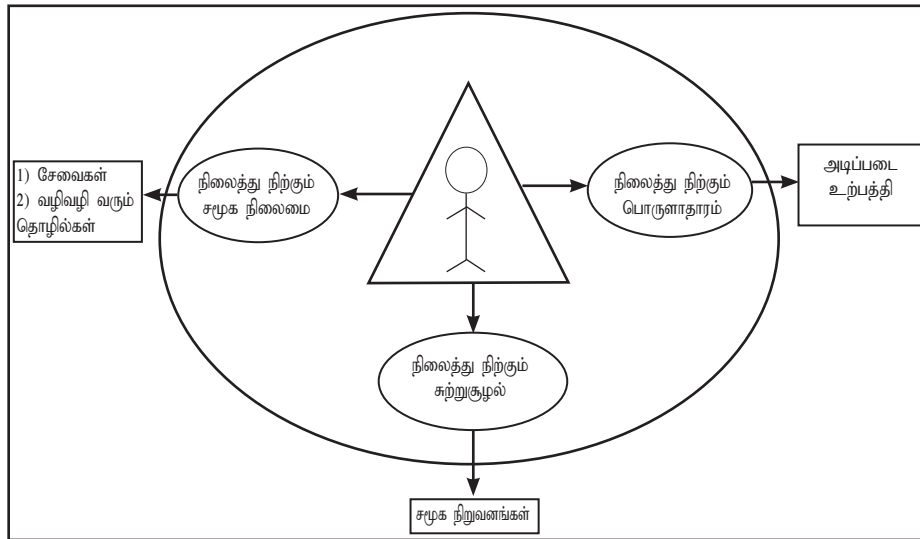 1) சேவைகள்
2) வழிவழி வரும்
தொழில்கள்
நிலைத்து நிற்கும்
சமூக நிலைமை
நிலைத்து நிற்கும்
பொருளாதாரம்
அடிப்படை
உற்பத்தி
நிலைத்து நிற்கும்
சுற்றுசூழல்
சமூக நிறுவனங்கள்